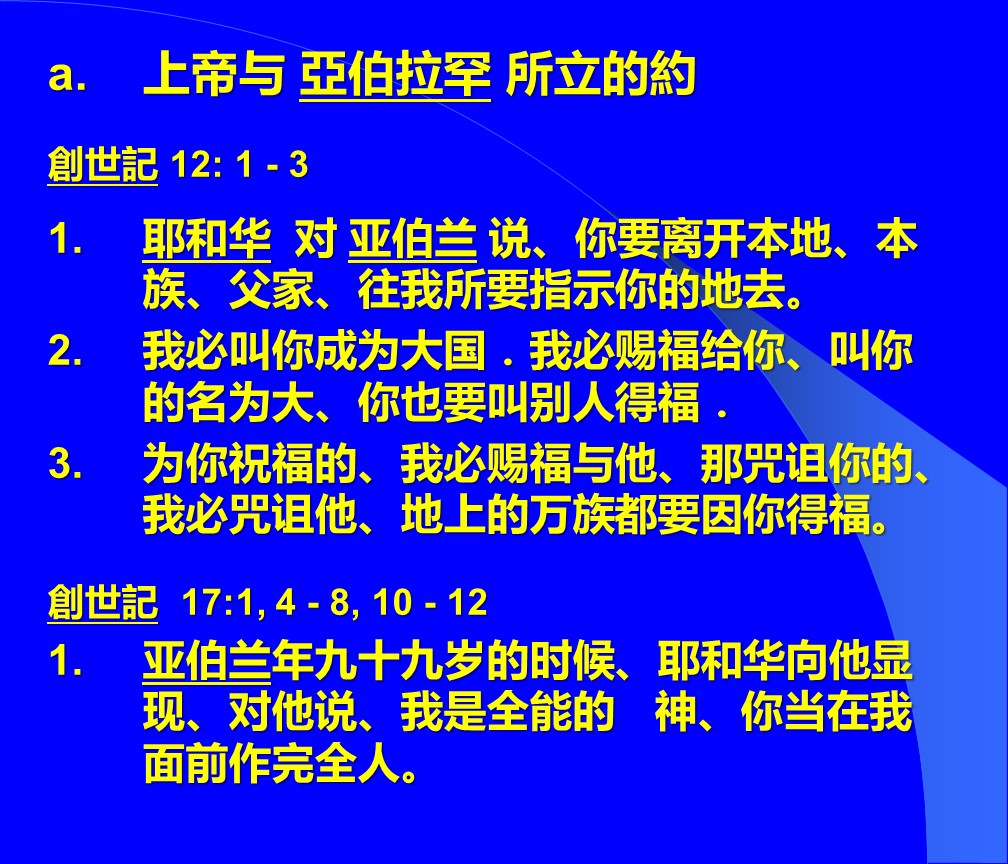 a. 上帝与 亞伯拉罕 所立的約
創世記 12: 1 - 3
1. 耶和华 对 亚伯兰 说、你要离开本地、本
族、父家、往我所要指示你的地去。
2. 我必叫你成为大国．我必赐福给你、叫你
的名为大、你也要叫别人得福．
3. 为你祝福的、我必赐福与他、那咒诅你的、
我必咒诅他、地上的万族都要因你得福。
創世記 17:1, 4 - 8, 10 - 12
1. 亚伯兰年九十九岁的时候、耶和华向他显
现、对他说、我是全能的　神、你当在我
面前作完全人。